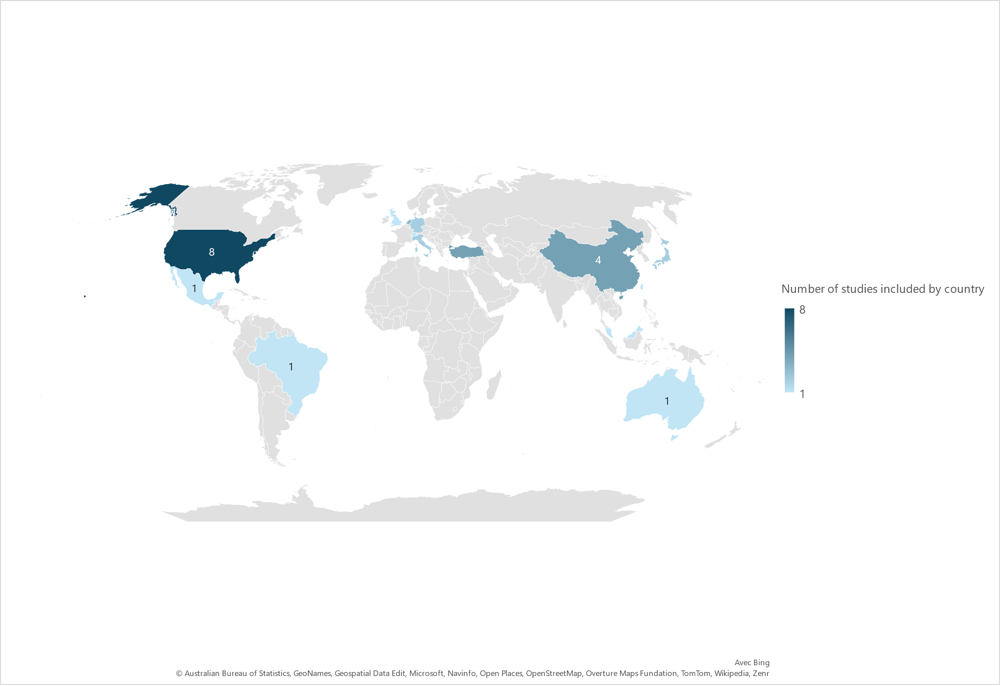 8
4
1
1
1
Number of studies included by country
8
1
Avec Bing
© Australian Bureau of Statistics, GeoNames, Geospatial Data Edit, Microsoft, Navinfo, Open Places, OpenStreetMap, Overture Maps Fundation, TomTom, Wikipedia, Zenr